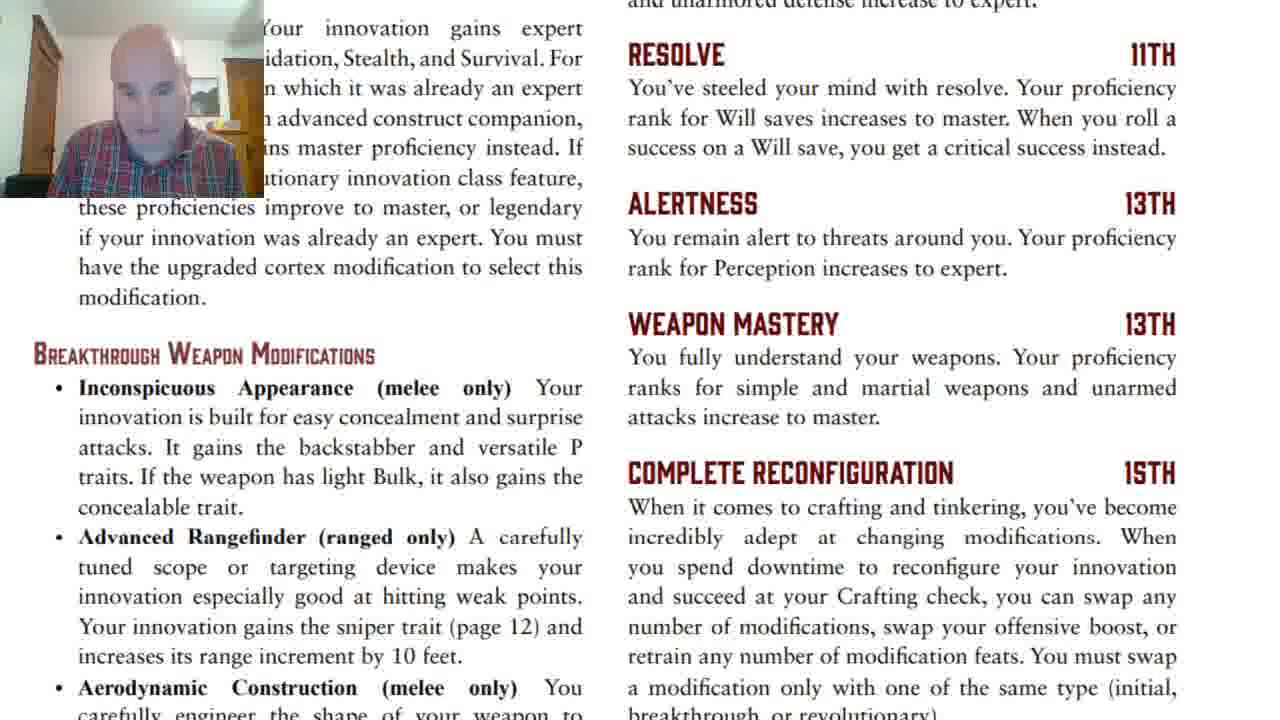 Your innovation gains expert
idation, Stealth, and Survival. For
n which it was already an expert
advanced construct companion,
ins master proficiency instead. If
utionary innovation class feature,
these proficiencies improve to master, or legendary
if your innovation was already an expert. You must
have the upgraded cortex modification to select this
modification.
BREAKTHROUGH WEAPON MODIFICATIONS
• Inconspicuous Appearance (melee only) Your
innovation is built for easy concealment and surprise
attacks. It gains the backstabber and versatile P
traits. If the weapon has light Bulk, it also gains the
concealable trait.
• Advanced Rangefinder (ranged only) A carefully
tuned scope or targeting device makes your
innovation especially good at hitting weak points.
Your innovation gains the sniper trait (page 12) and
increases its range increment by 10 feet.
• Aerodynamic Construction (melee only) You
carefully engineer the shape of your weapon to
and unarmored defense increase to expert.
RESOLVE 11TH
You've steeled your mind with resolve. Your proficiency
rank for Will saves increases to master. When you roll a
success on a Will save, you get a critical success instead.
ALERTNESS 13TH
You remain alert to threats around you. Your proficiency
rank for Perception increases to expert.
WEAPON MASTERY 13TH
You fully understand your weapons. Your proficiency
ranks for simple and martial weapons and unarmed
attacks increase to master.
COMPLETE RECONFIGURATION 15TH
When it comes to crafting and tinkering, you've become
incredibly adept at changing modifications. When
you spend downtime to reconfigure your innovation
and succeed at your Crafting check, you can swap any
number of modifications, swap your offensive boost, or
retrain any number of modification feats. You must swap
a modification only with one of the same type (initial,
breakthrough, or revolutionary).